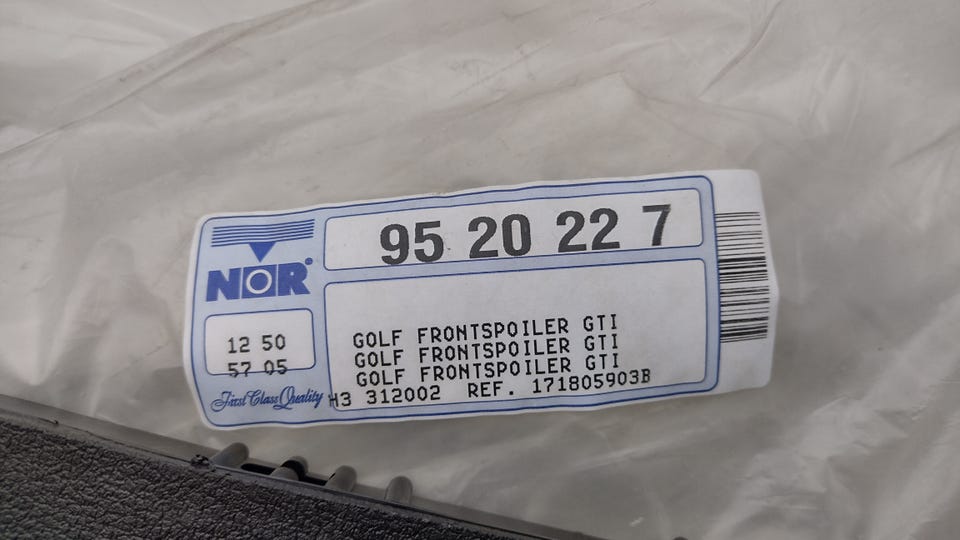 95 20 22 7
NOR
12 50
57 05
First Class Quality
GOLF FRONTSPOILER GTI
GOLF FRONTSPOILER GTI
GOLF FRONTSPOILER GTI
H3 312002 REF. 171805903B